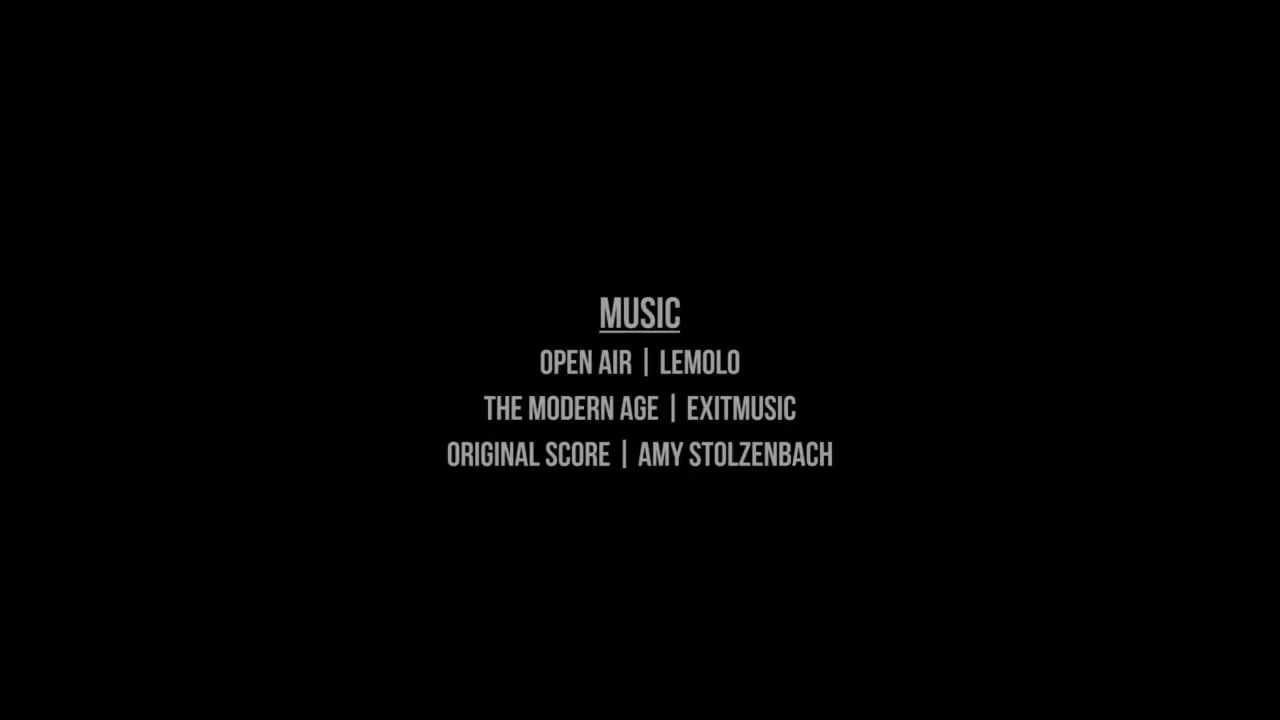 MUSIC
OPEN AIR | LEMOLO
THE MODERN AGE | EXITMUSIC
ORIGINAL SCORE | AMY STOLZENBACH